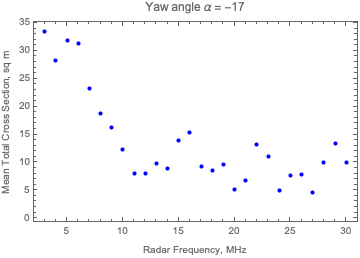 Yaw angle α = −17
Mean Total Cross Section, sq m
35
30
25
20
15
10
5
0
5 10 15 20 25 30
Radar Frequency, MHz